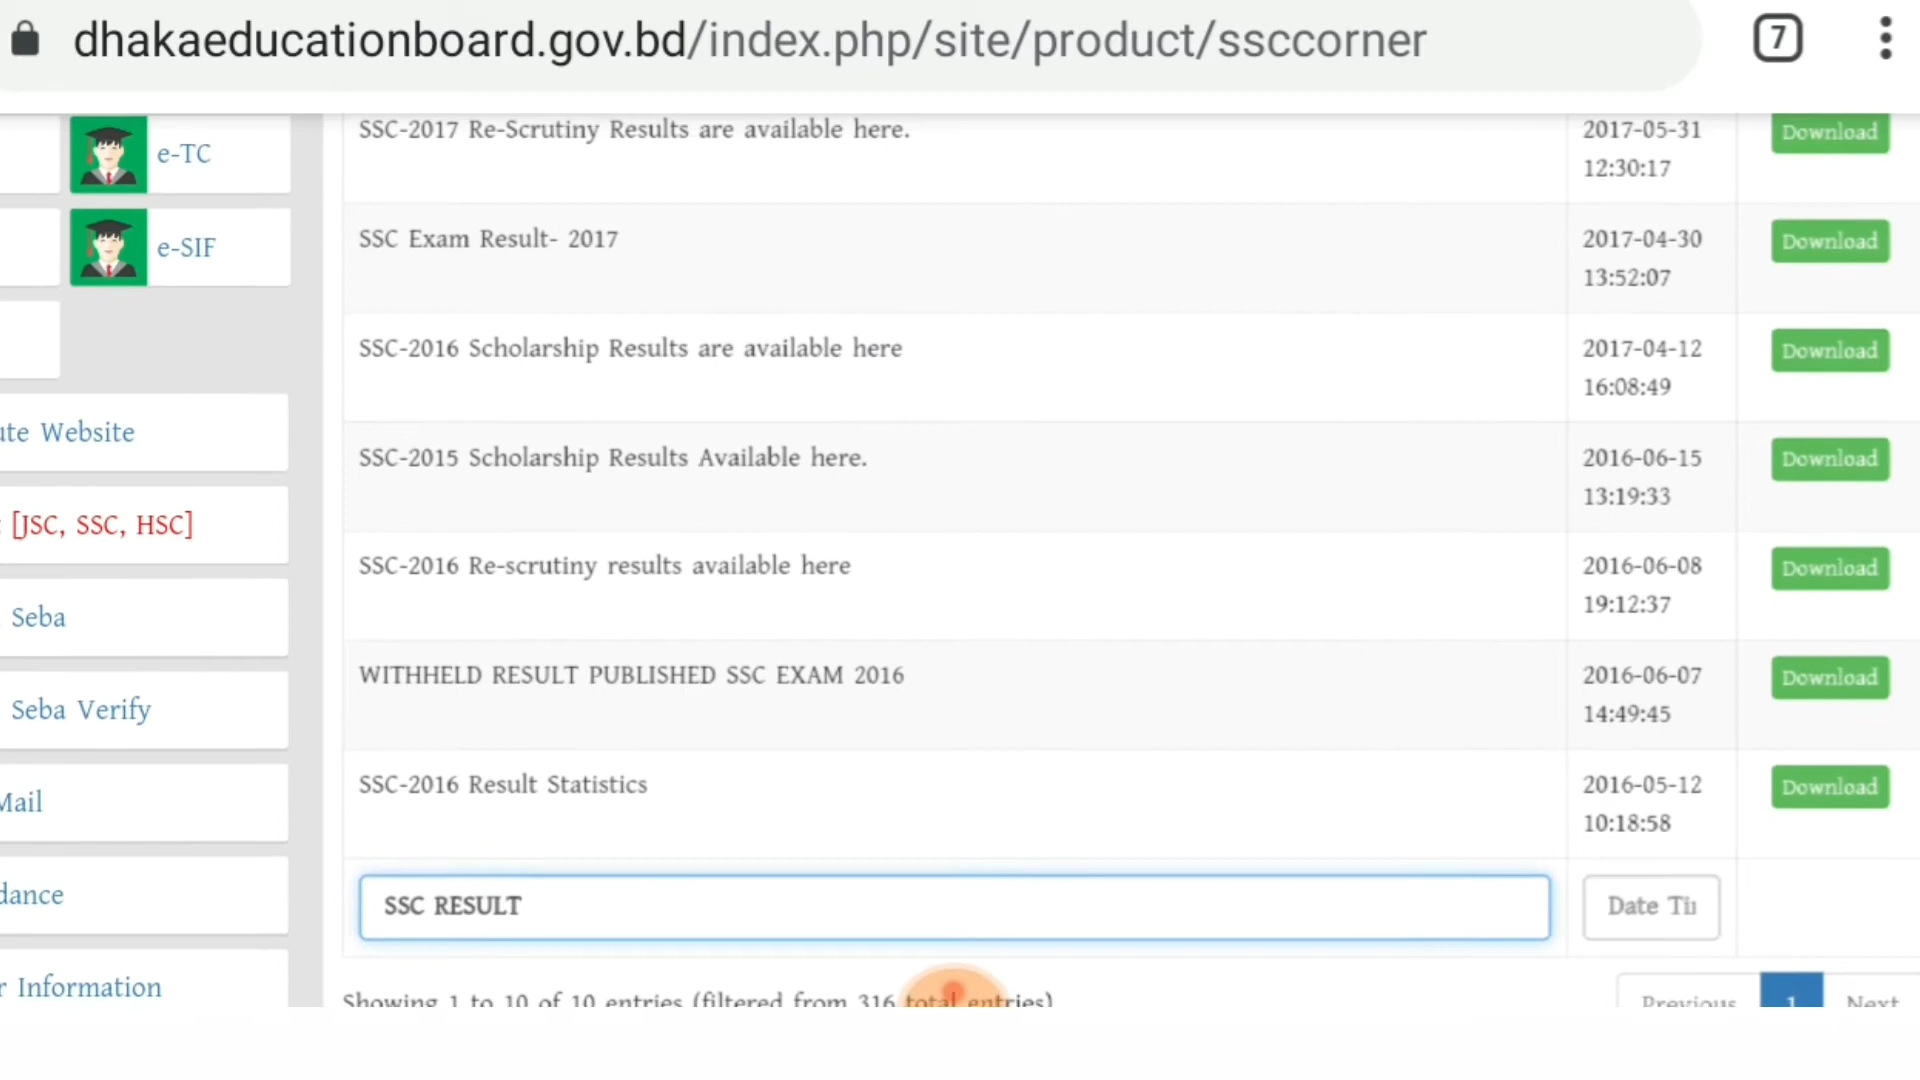 dhakaeducationboard.gov.bd/index.php/site/product/ssccorner
7
e-TC
e-SIF
Website
[JSC, SSC, HSC]
Seba
Seba Verify
Mail
Information
SSC-2017 Re-Scrutiny Results are available here.
2017-05-31
12:30:17
Download
SSC Exam Result- 2017
2017-04-30
13:52:07
Download
SSC-2016 Scholarship Results are available here
2017-04-12
16:08:49
Download
SSC-2015 Scholarship Results Available here.
2016-06-15
13:19:33
Download
SSC-2016 Re-scrutiny results available here
2016-06-08
19:12:37
Download
WITHHELD RESULT PUBLISHED SSC EXAM 2016
2016-06-07
14:49:45
Download
SSC-2016 Result Statistics
2016-05-12
10:18:58
Download
SSC RESULT
Date
Showing 1 to 10 of 10 entries (filtered from 316 total entries)
Previous
1
Next